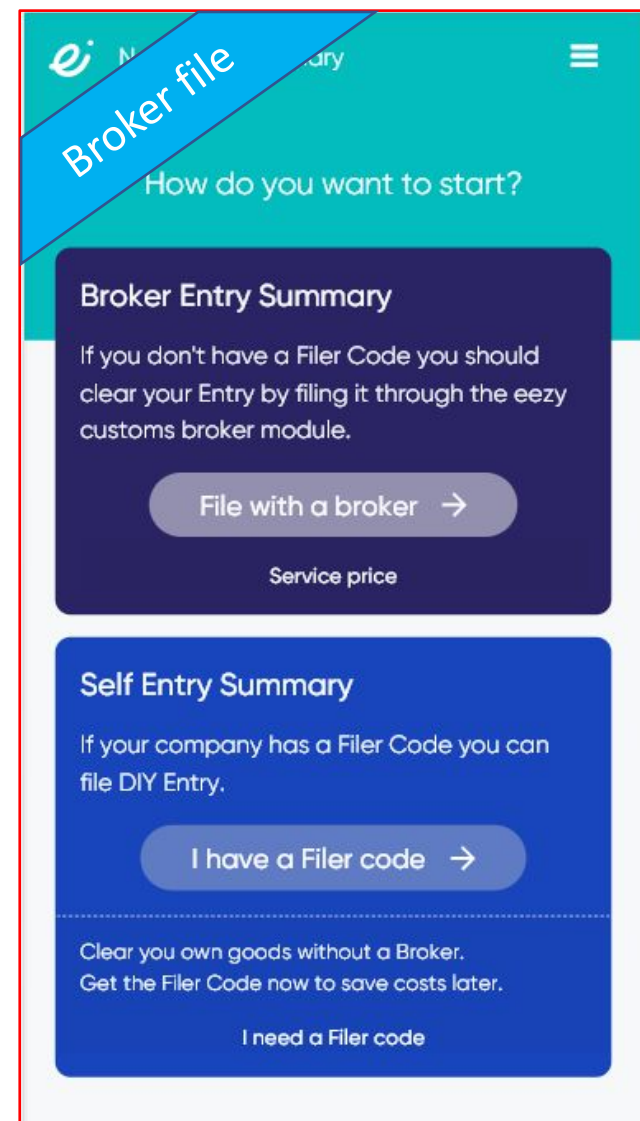 ei
Broker file
How do you want to start?
Broker Entry Summary
If you don't have a Filer Code you should
clear your Entry by filing it through the eezy
customs broker module.
File with a broker →
Service price
Self Entry Summary
If your company has a Filer Code you can
file DIY Entry.
I have a Filer code →
Clear you own goods without a Broker.
Get the Filer Code now to save costs later.
I need a Filer code